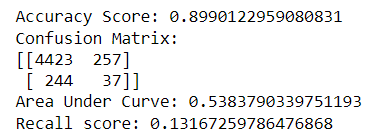 Accuracy Score: 0.8990122959080831
Confusion Matrix:
[[4423  257]
 [ 244   37]]
Area Under Curve: 0.5383790339751193
Recall score: 0.13167259786476868